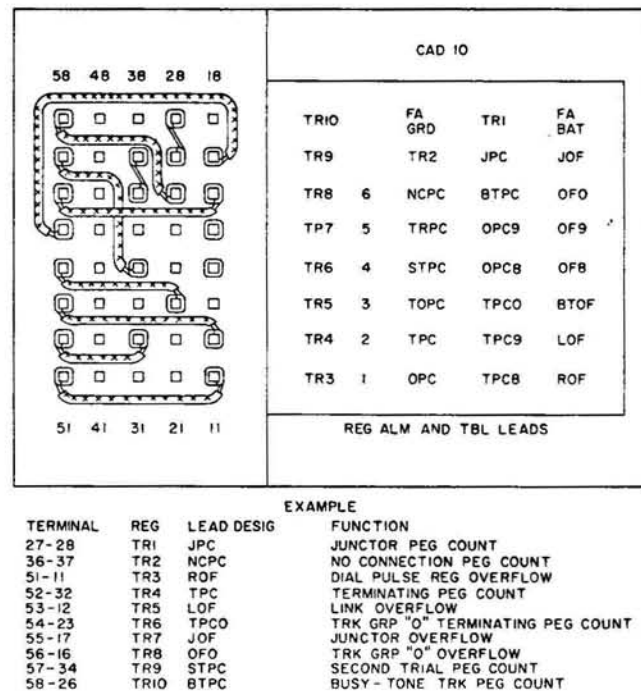 CAD 10
58 48 38 28 18
TR10 FA GRD TR1 FA BAT
TR9 TR2 JPC JOF
TR8 6 NCPC BTPC OFO
TP7 5 TRPC OPC9 OF9
TR6 4 STPC OPC8 OF8
TR5 3 TOPC TPCO BTOF
TR4 2 TPC TPC9 LOF
TR3 1 OPC TPC8 ROF
51 41 31 21 11
REG ALM AND TBL LEADS
EXAMPLE
TERMINAL REG LEAD DESIG FUNCTION
27-28 TR1 JPC JUNCTOR PEG COUNT
36-37 TR2 NCPC NO CONNECTION PEG COUNT
51-11 TR3 ROF DIAL PULSE REG OVERFLOW
52-32 TR4 TPC TERMINATING PEG COUNT
53-12 TR5 LOF LINK OVERFLOW
54-23 TR6 TPCO TRK GRP "O" TERMINATING PEG COUNT
55-17 TR7 JOF JUNCTOR OVERFLOW
56-16 TR8 OFO TRK GRP "O" OVERFLOW
57-34 TR9 STPC SECOND TRIAL PEG COUNT
58-26 TR10 BTPC BUSY-TONE TRK PEG COUNT